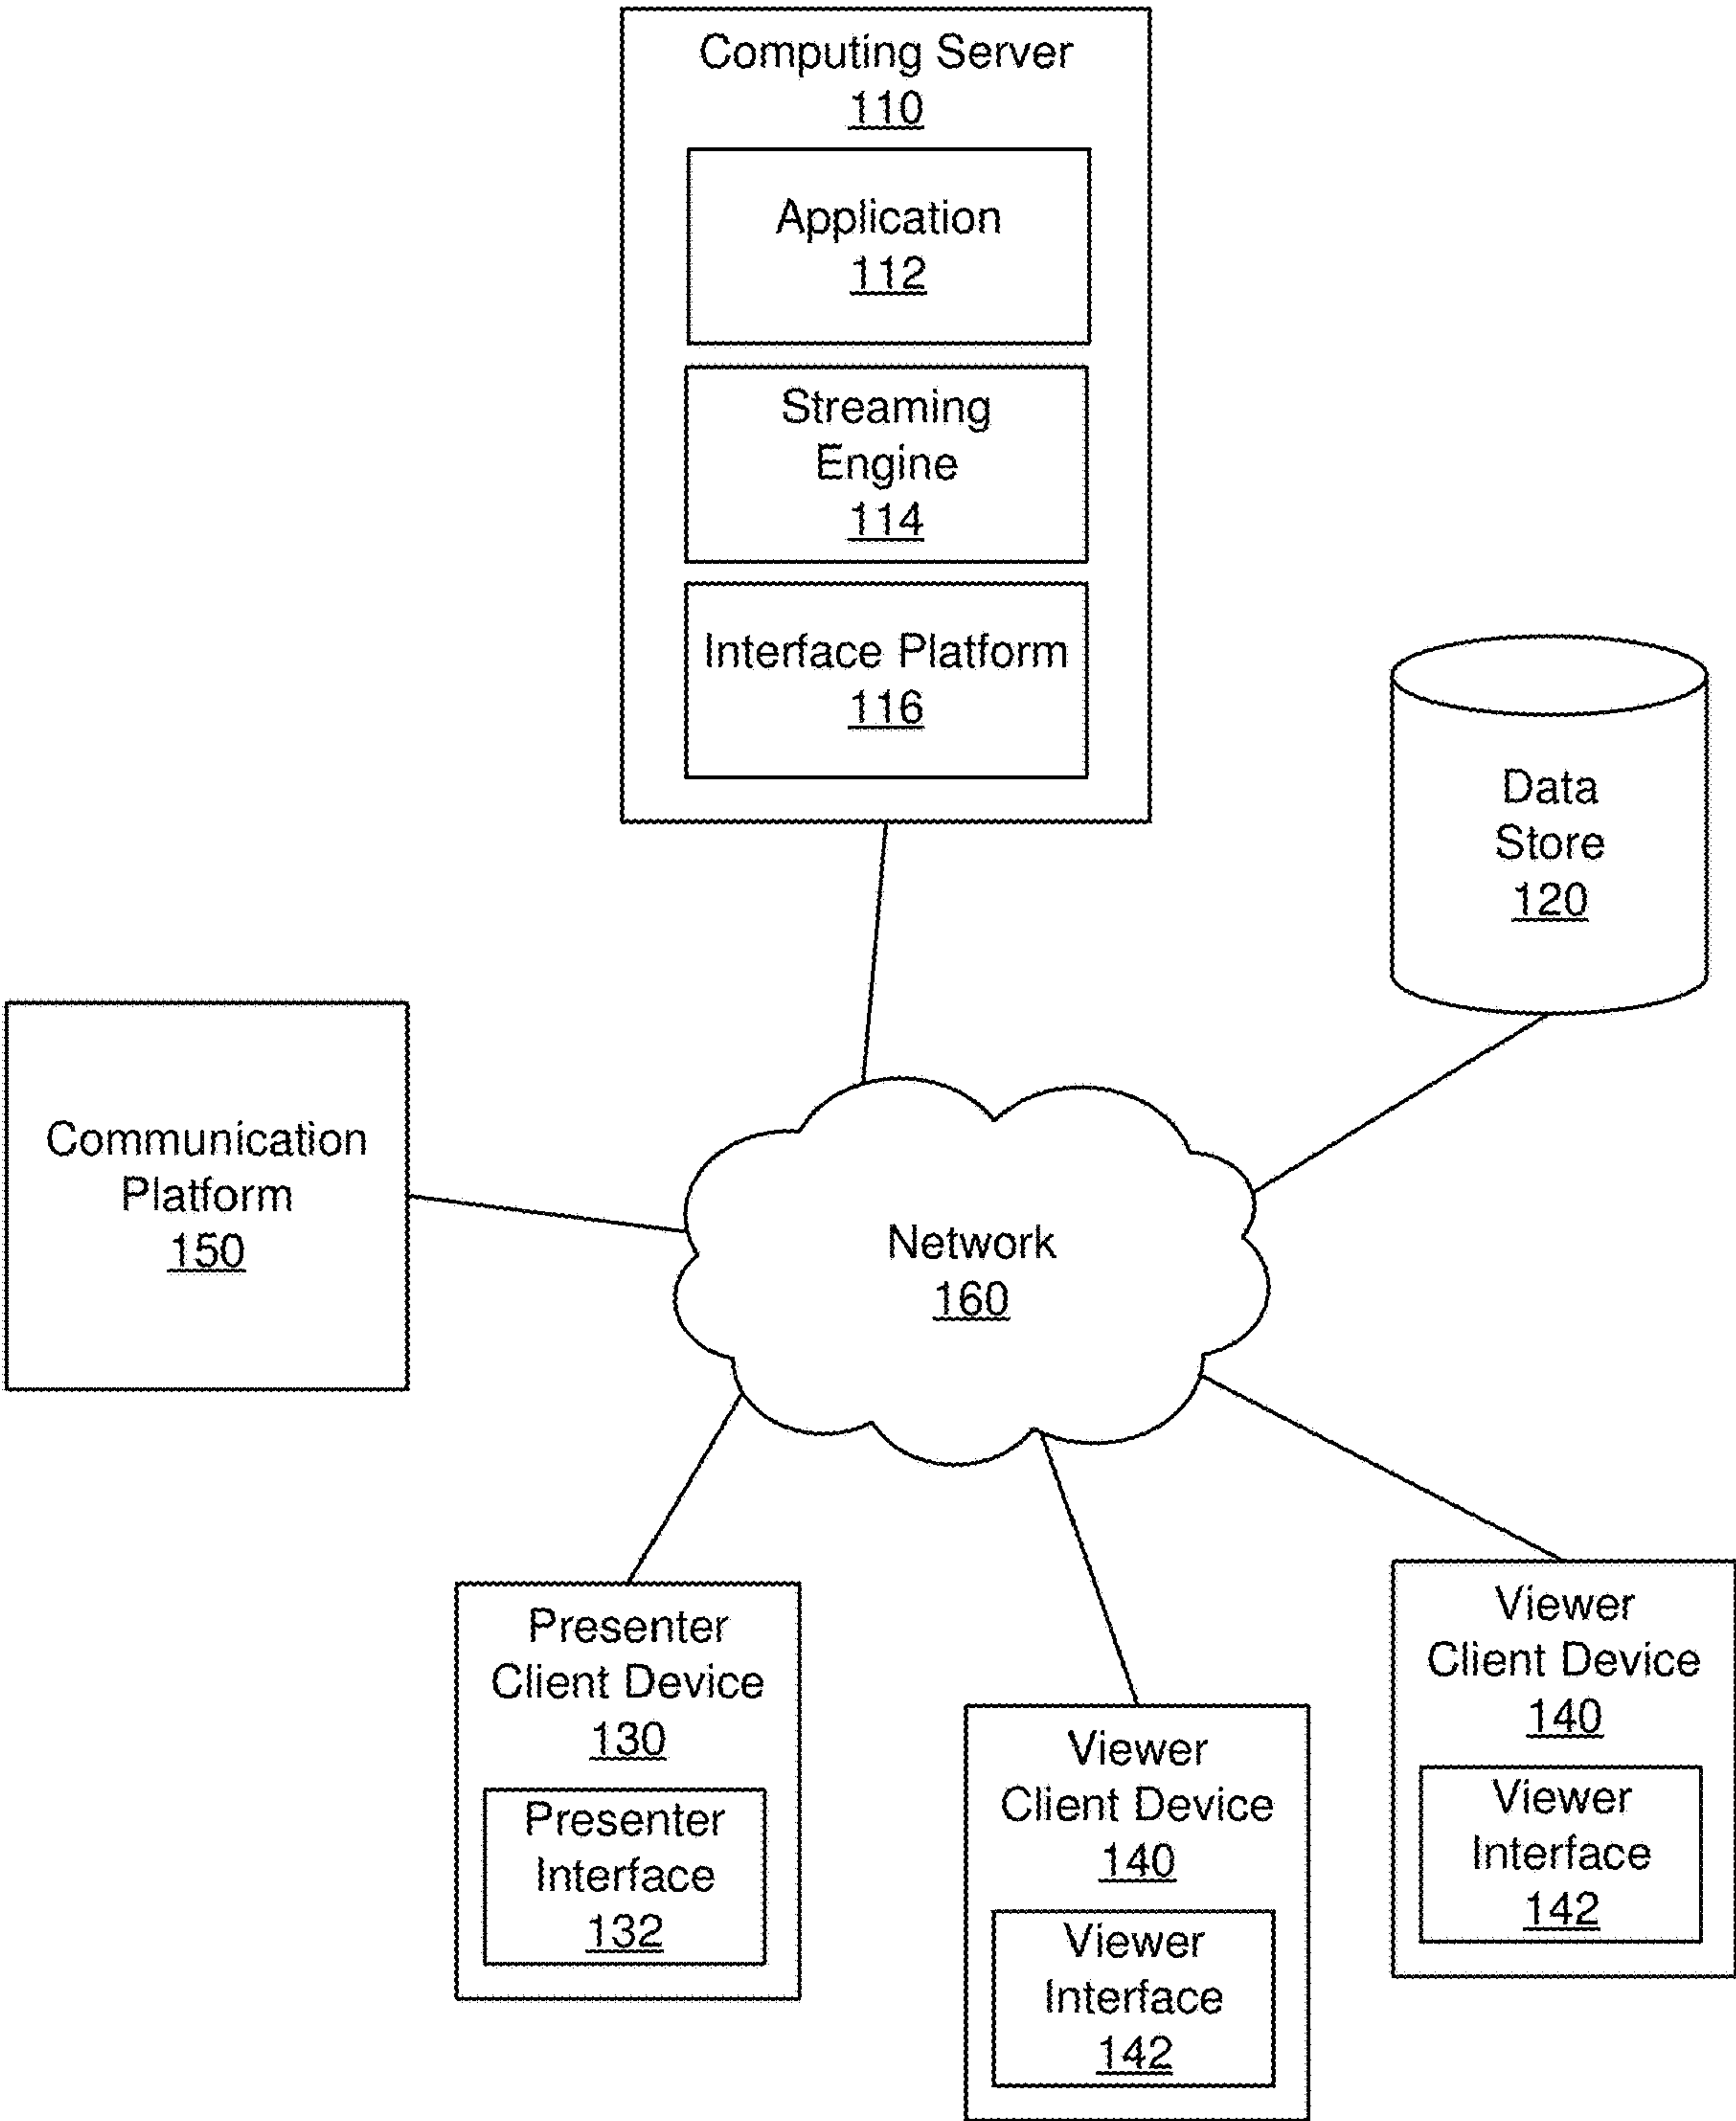 Computing Server
110
Application
112
Streaming
Engine
114
Interface Platform
116
Data
Store
120
Communication
Platform
150
Network
160
Presenter
Client Device
130
Presenter
Interface
132
Viewer
Client Device
140
Viewer
Interface
142
Viewer
Client Device
140
Viewer
Interface
142